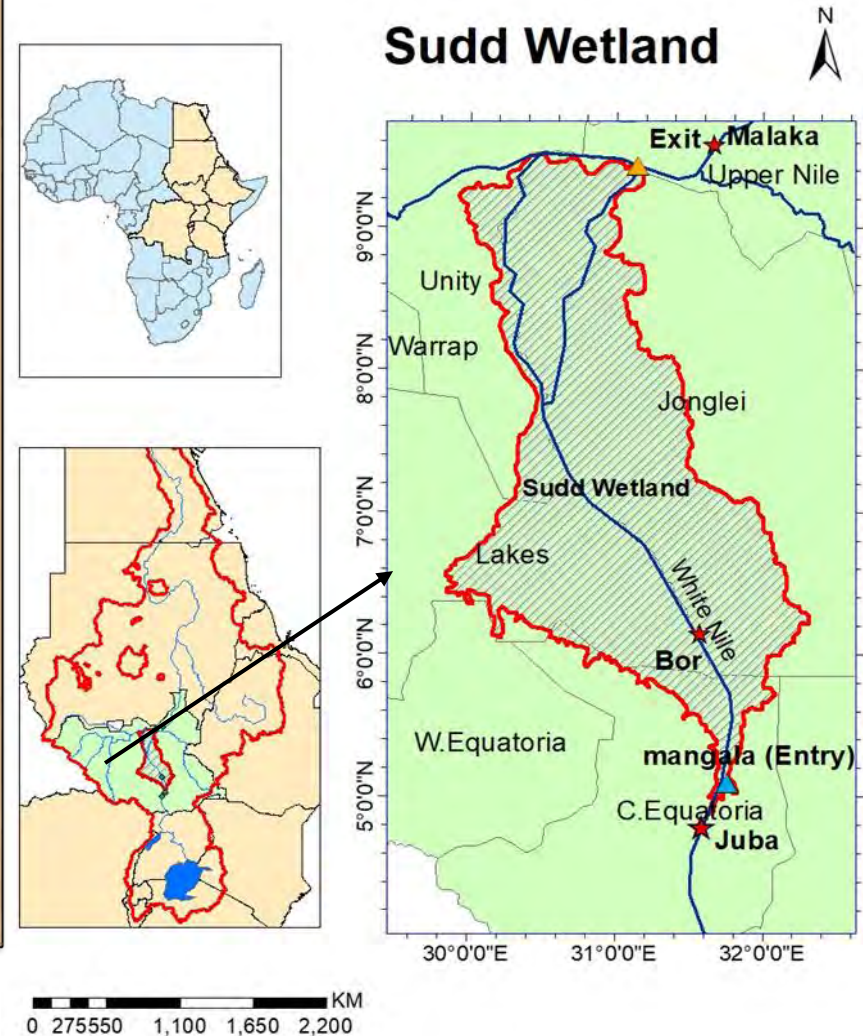 Sudd Wetland
N
Exit Malaka
Upper Nile
9°0'0"N
Unity
Warrap
8°0'0"N
Jonglei
Sudd Wetland
7°0'0"N
Lakes
White Nile
6°0'0"N
Bor
W.Equatoria
mangala (Entry)
5°0'0"N
C.Equatoria
Juba
30°0'0"E 31°0'0"E 32°0'0"E
KM
0 275550 1,100 1,650 2,200